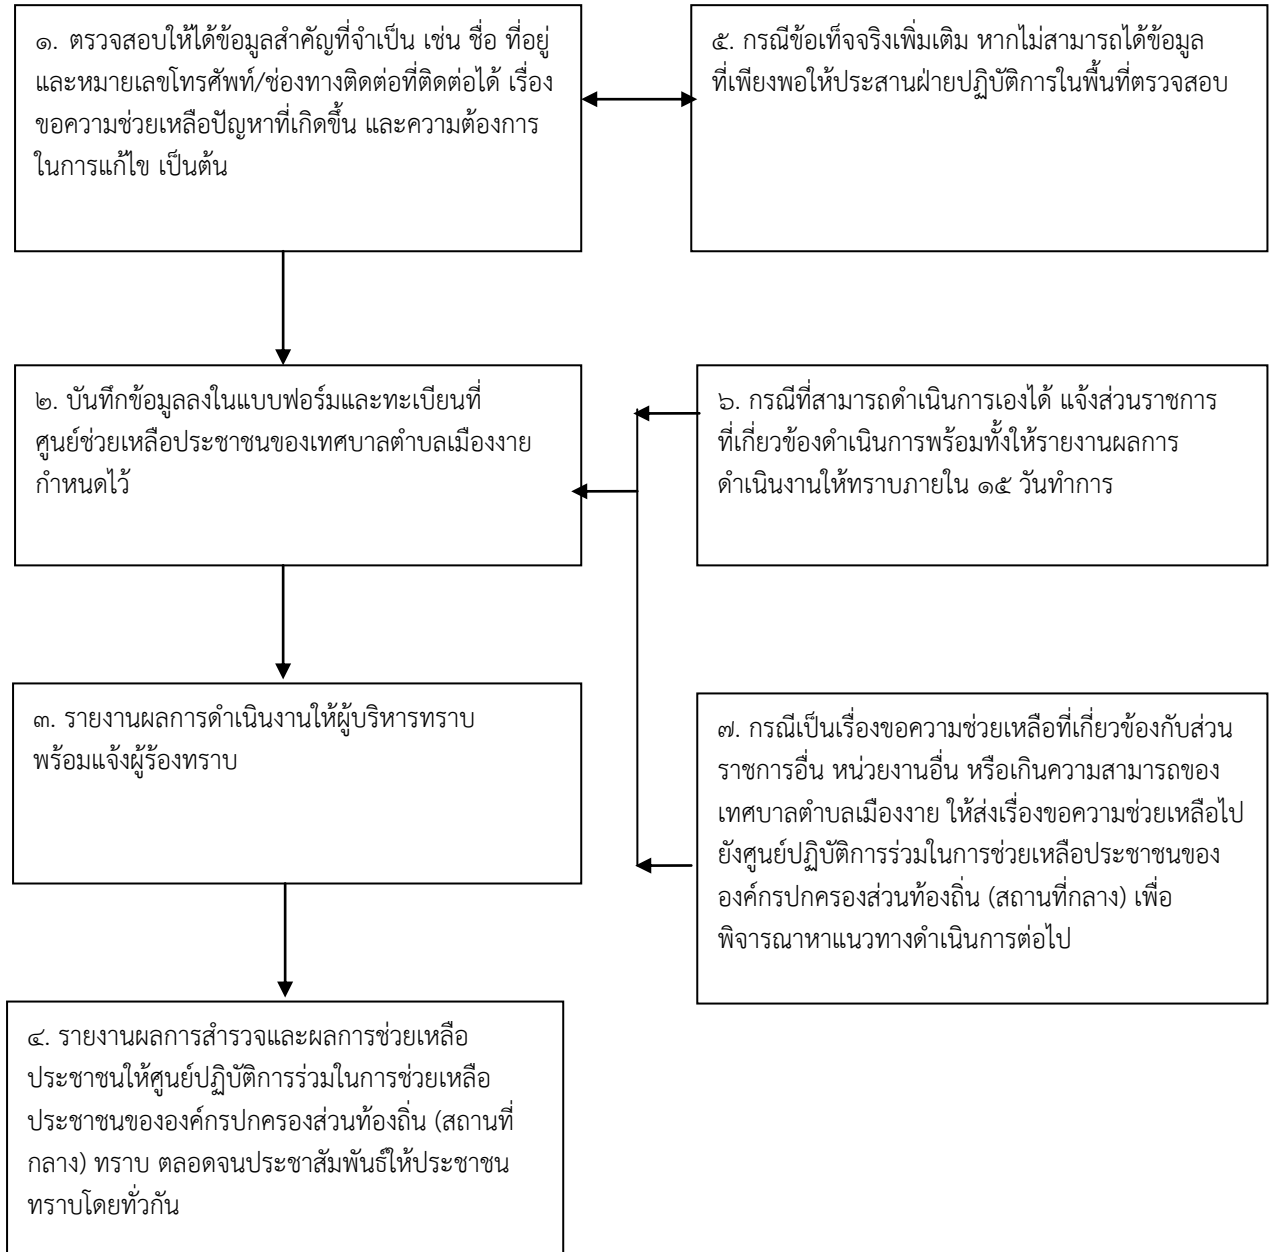 ๑. ตรวจสอบให้ได้ข้อมูลสำคัญที่จำเป็น เช่น ชื่อ ที่อยู่
และหมายเลขโทรศัพท์/ช่องทางติดต่อที่ติดต่อได้ เรื่อง
ขอความช่วยเหลือปัญหาที่เกิดขึ้น และความต้องการ
ในการแก้ไข เป็นต้น
๕. กรณีข้อเท็จจริงเพิ่มเติม หากไม่สามารถได้ข้อมูล
ที่เพียงพอให้ประสานฝ่ายปฏิบัติการในพื้นที่ตรวจสอบ
๒. บันทึกข้อมูลลงในแบบฟอร์มและทะเบียนที่
ศูนย์ช่วยเหลือประชาชนของเทศบาลตำบลเมืองงาย
กำหนดไว้
๖. กรณีที่สามารถดำเนินการเองได้ แจ้งส่วนราชการ
ที่เกี่ยวข้องดำเนินการพร้อมทั้งให้รายงานผลการ
ดำเนินงานให้ทราบภายใน ๑๕ วันทำการ
๓. รายงานผลการดำเนินงานให้ผู้บริหารทราบ
พร้อมแจ้งผู้ร้องทราบ
๗. กรณีเป็นเรื่องขอความช่วยเหลือที่เกี่ยวข้องกับส่วน
ราชการอื่น หน่วยงานอื่น หรือเกินความสามารถของ
เทศบาลตำบลเมืองงาย ให้ส่งเรื่องขอความช่วยเหลือไป
ยังศูนย์ปฏิบัติการร่วมในการช่วยเหลือประชาชนของ
องค์กรปกครองส่วนท้องถิ่น (สถานที่กลาง) เพื่อ
พิจารณาหาแนวทางดำเนินการต่อไป
๔. รายงานผลการสำรวจและผลการช่วยเหลือ
ประชาชนให้ศูนย์ปฏิบัติการร่วมในการช่วยเหลือ
ประชาชนขององค์กรปกครองส่วนท้องถิ่น (สถานที่
กลาง) ทราบ ตลอดจนประชาสัมพันธ์ให้ประชาชน
ทราบโดยทั่วกัน